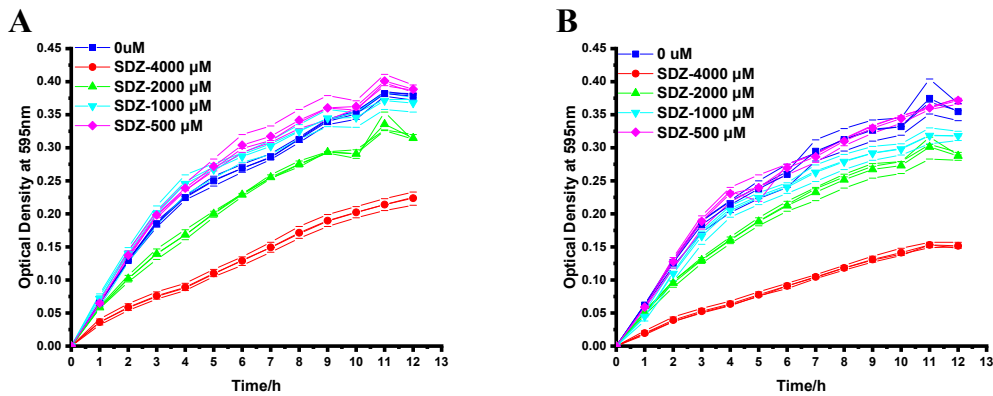 A
0uM
SDZ-4000 µM
SDZ-2000 µM
SDZ-1000 µM
SDZ-500 µM
Optical Density at 595nm
0.45
0.40
0.35
0.30
0.25
0.20
0.15
0.10
0.05
0.00
0 1 2 3 4 5 6 7 8 9 10 11 12 13
Time/h
B
0 uM
SDZ-4000 µM
SDZ-2000 µM
SDZ-1000 µM
SDZ-500 µM
Optical Density at 595nm
0.45
0.40
0.35
0.30
0.25
0.20
0.15
0.10
0.05
0.00
0 1 2 3 4 5 6 7 8 9 10 11 12 13
Time/h